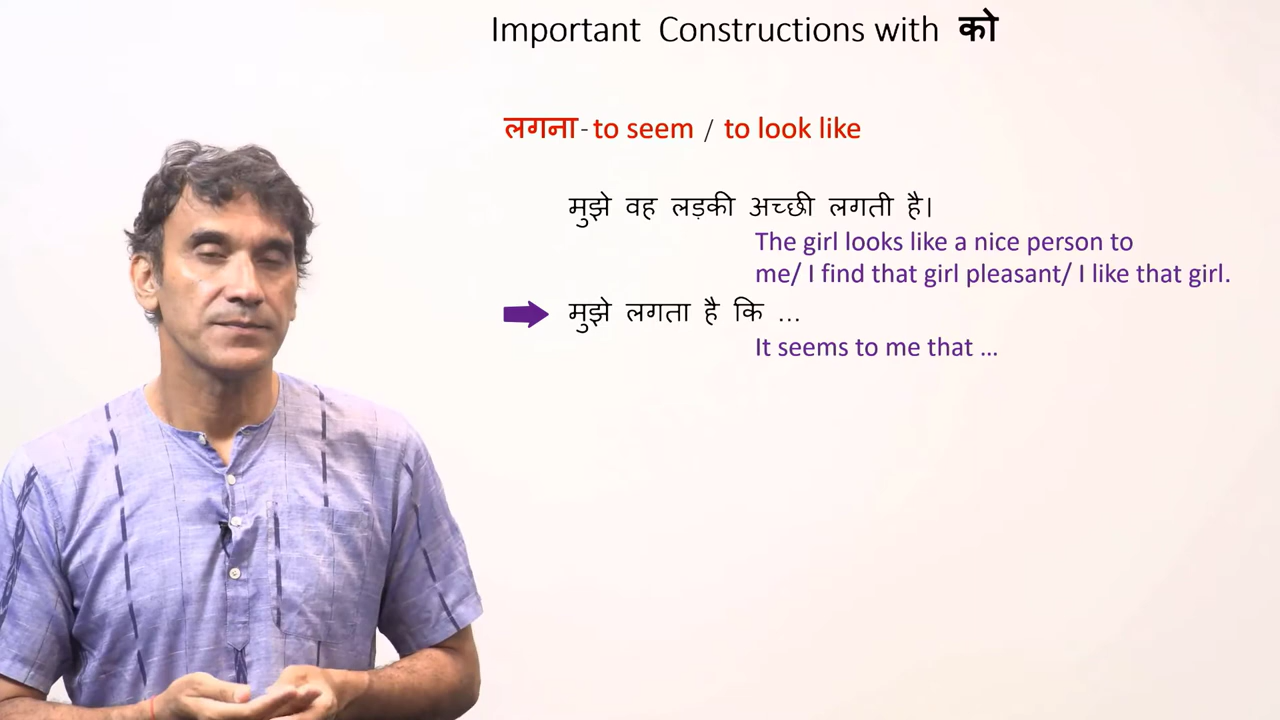 Important Constructions with को
लगना - to seem / to look like
मुझे वह लड़की अच्छी लगती है।
The girl looks like a nice person to
me/ I find that girl pleasant/ I like that girl.
मुझे लगता है कि ...
It seems to me that ...